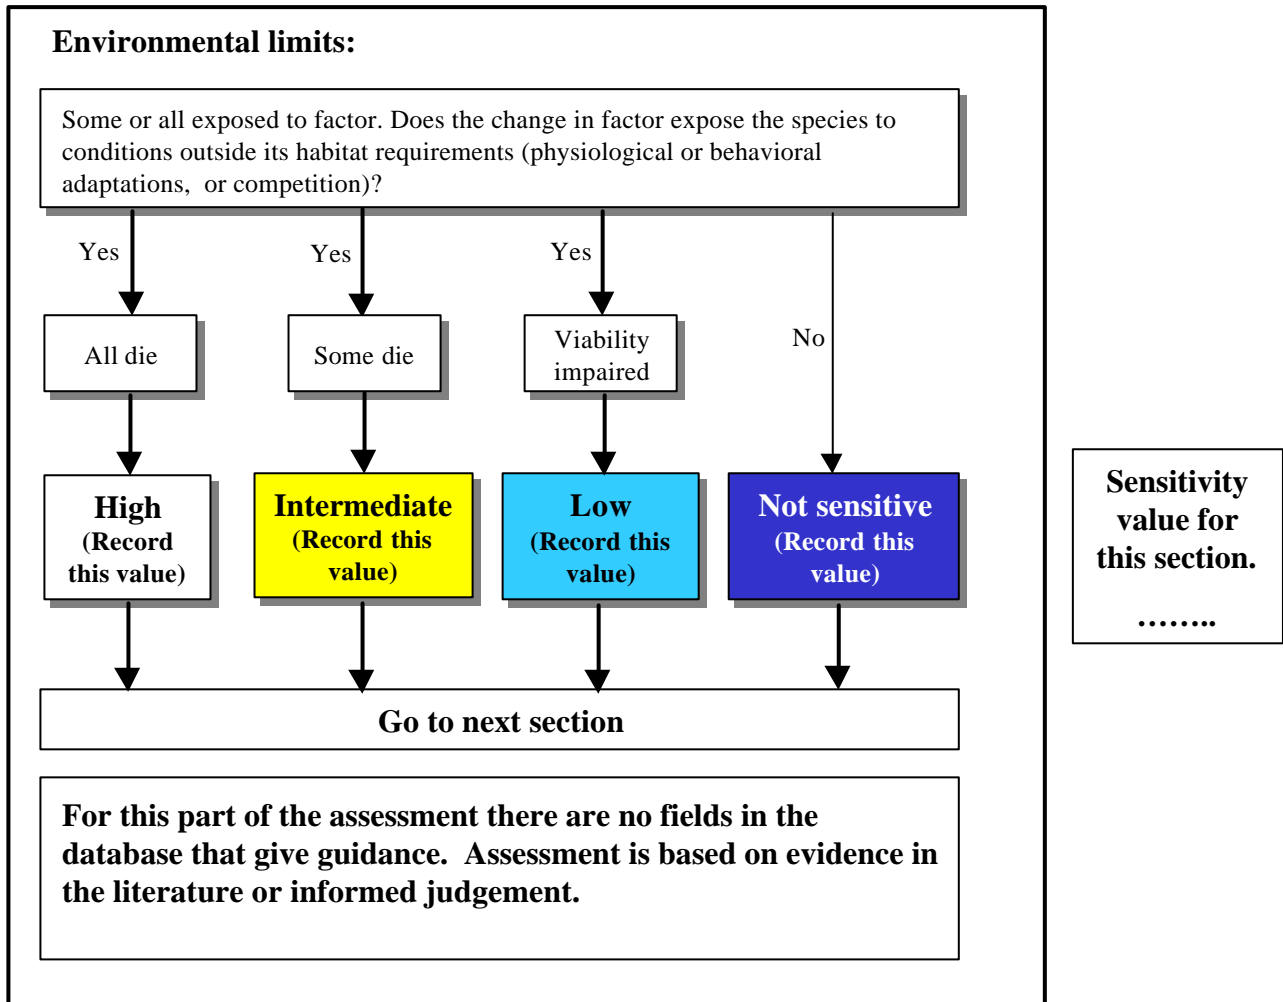 Environmental limits:
Some or all exposed to factor. Does the change in factor expose the species to
conditions outside its habitat requirements (physiological or behavioral
adaptations,  or competition)?
Yes
Yes
Yes
No
All die
Some die
Viability
impaired
High
(Record
this value)
Intermediate
(Record this
value)
Low
(Record this
value)
Not sensitive
(Record this
value)
Sensitivity
value for
this section.
……..
Go to next section
For this part of the assessment there are no fields in the
database that give guidance.  Assessment is based on evidence in
the literature or informed judgement.